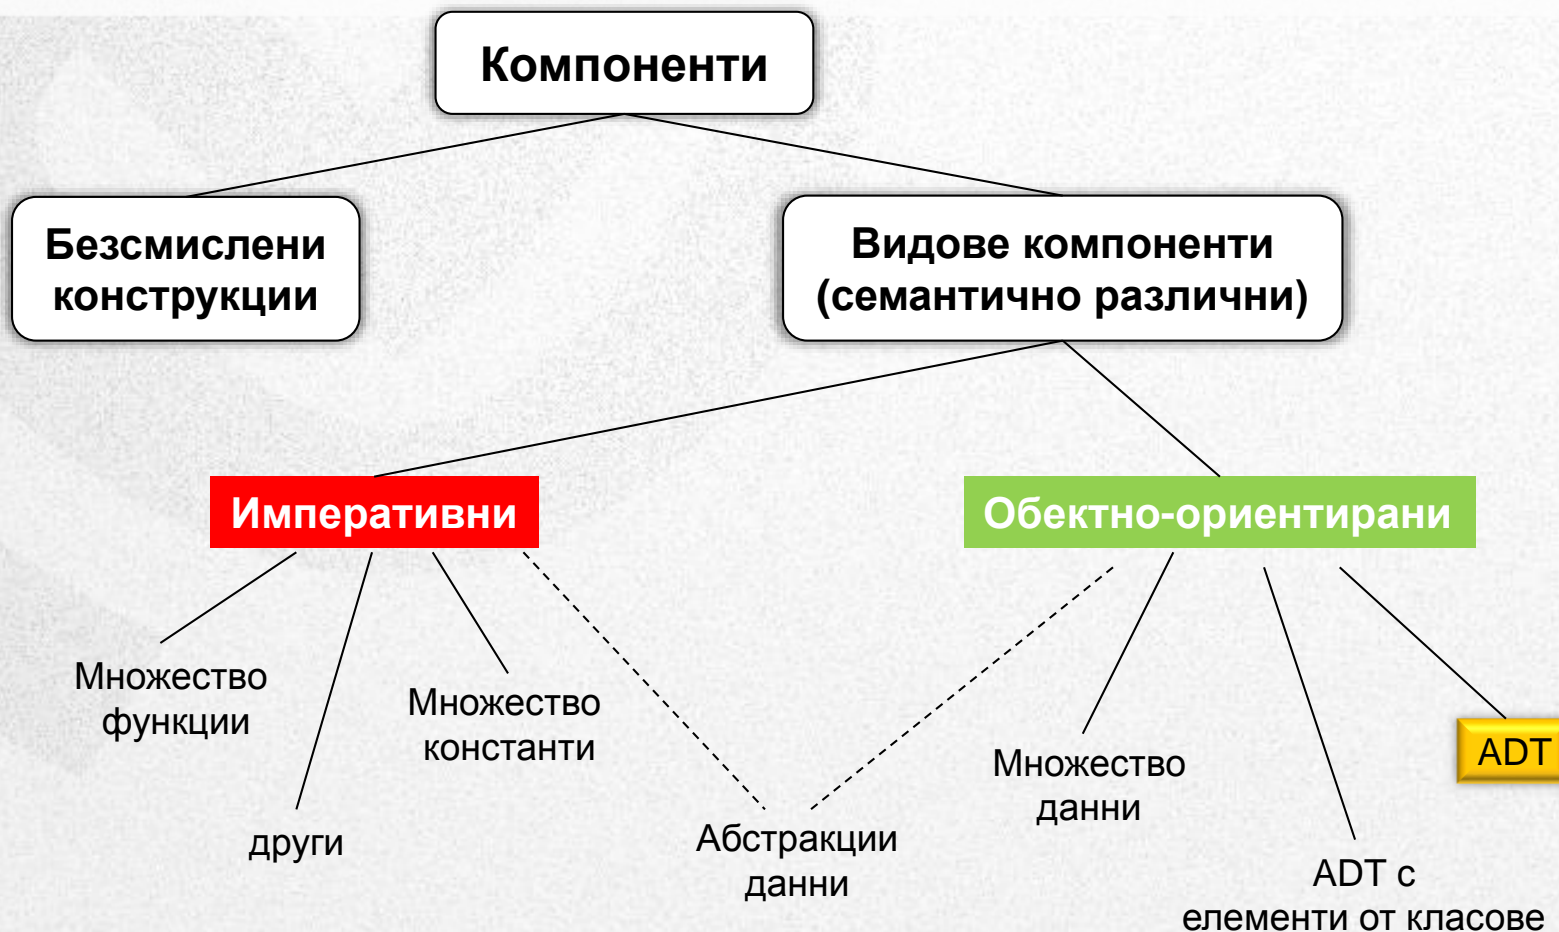 Компоненти
Безсмислени
конструкции
Видове компоненти
(семантично различни)
Императивни
Обектно-ориентирани
Множество
функции
Множество
константи
други
Абстракции
данни
Множество
данни
ADT
ADT с
елементи от класове